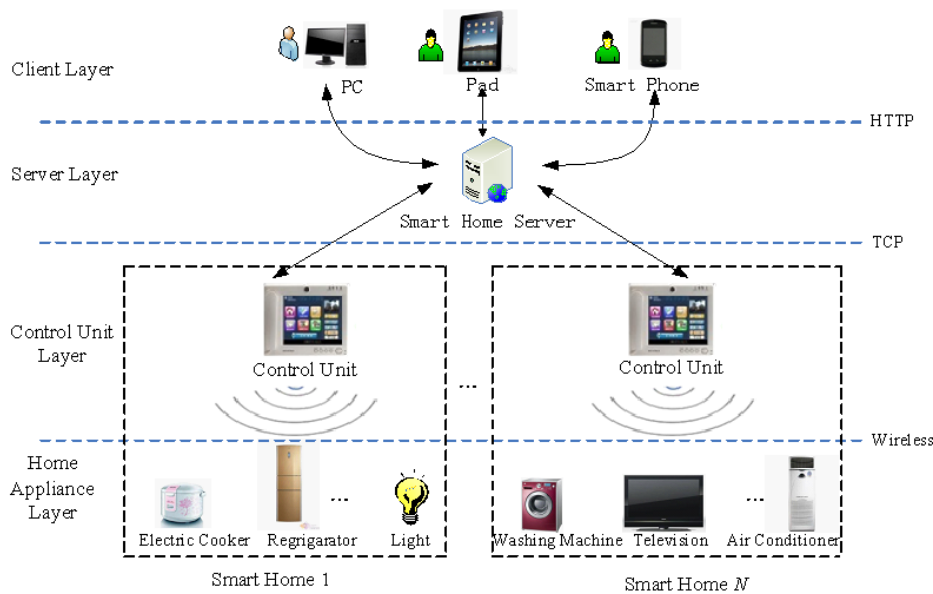 Client Layer
PC
Pad
Smart Phone
HTTP
Server Layer
Smart Home Server
TCP
Control Unit
Layer
Control Unit
Control Unit
...
Wireless
Home
Appliance
Layer
...
...
Electric Cooker
Regrigarator
Light
Washing Machine
Television
Air Conditioner
Smart Home 1
Smart Home N